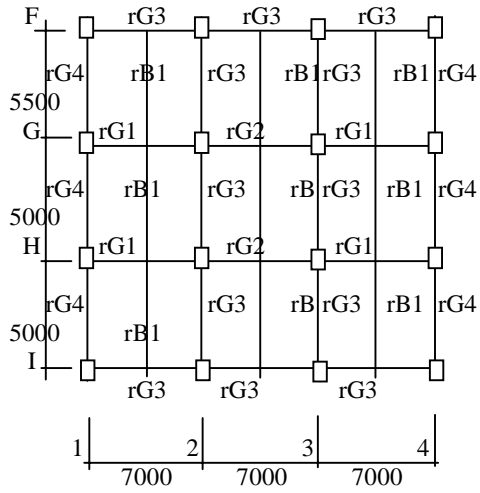 F rG3 rG3 rG3
rG4 rB1 rG3 rB1 rG3 rB1 rG4
5500
G rG1 rG2 rG1
rG4 rB1 rG3 rB rG3 rB1 rG4
5000
H rG1 rG2 rG1
rG4 rG3 rB rG3 rB1 rG4
5000 rB1
I
rG3 rG3 rG3
1 2 3 4
7000 7000 7000